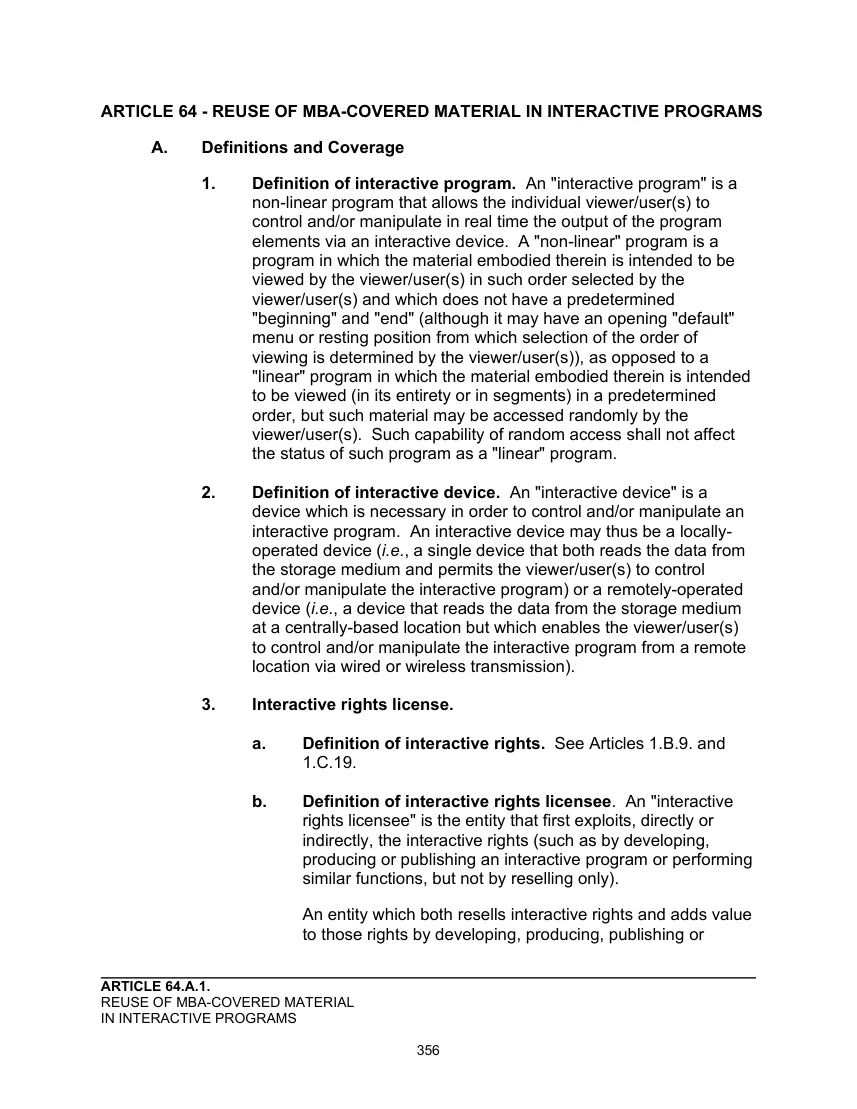 ARTICLE 64 - REUSE OF MBA-COVERED MATERIAL IN INTERACTIVE PROGRAMS
A. Definitions and Coverage
1. Definition of interactive program. An "interactive program" is a
non-linear program that allows the individual viewer/user(s) to
control and/or manipulate in real time the output of the program
elements via an interactive device. A "non-linear" program is a
program in which the material embodied therein is intended to be
viewed by the viewer/user(s) in such order selected by the
viewer/user(s) and which does not have a predetermined
"beginning" and "end" (although it may have an opening "default"
menu or resting position from which selection of the order of
viewing is determined by the viewer/user(s)), as opposed to a
"linear" program in which the material embodied therein is intended
to be viewed (in its entirety or in segments) in a predetermined
order, but such material may be accessed randomly by the
viewer/user(s). Such capability of random access shall not affect
the status of such program as a "linear" program.
2. Definition of interactive device. An "interactive device" is a
device which is necessary in order to control and/or manipulate an
interactive program. An interactive device may thus be a locally-
operated device (i.e., a single device that both reads the data from
the storage medium and permits the viewer/user(s) to control
and/or manipulate the interactive program) or a remotely-operated
device (i.e., a device that reads the data from the storage medium
at a centrally-based location but which enables the viewer/user(s)
to control and/or manipulate the interactive program from a remote
location via wired or wireless transmission).
3. Interactive rights license.
a. Definition of interactive rights. See Articles 1.B.9. and
1.C.19.
b. Definition of interactive rights licensee. An "interactive
rights licensee" is the entity that first exploits, directly or
indirectly, the interactive rights (such as by developing,
producing or publishing an interactive program or performing
similar functions, but not by reselling only).
An entity which both resells interactive rights and adds value
to those rights by developing, producing, publishing or
ARTICLE 64.A.1.
REUSE OF MBA-COVERED MATERIAL
IN INTERACTIVE PROGRAMS
356